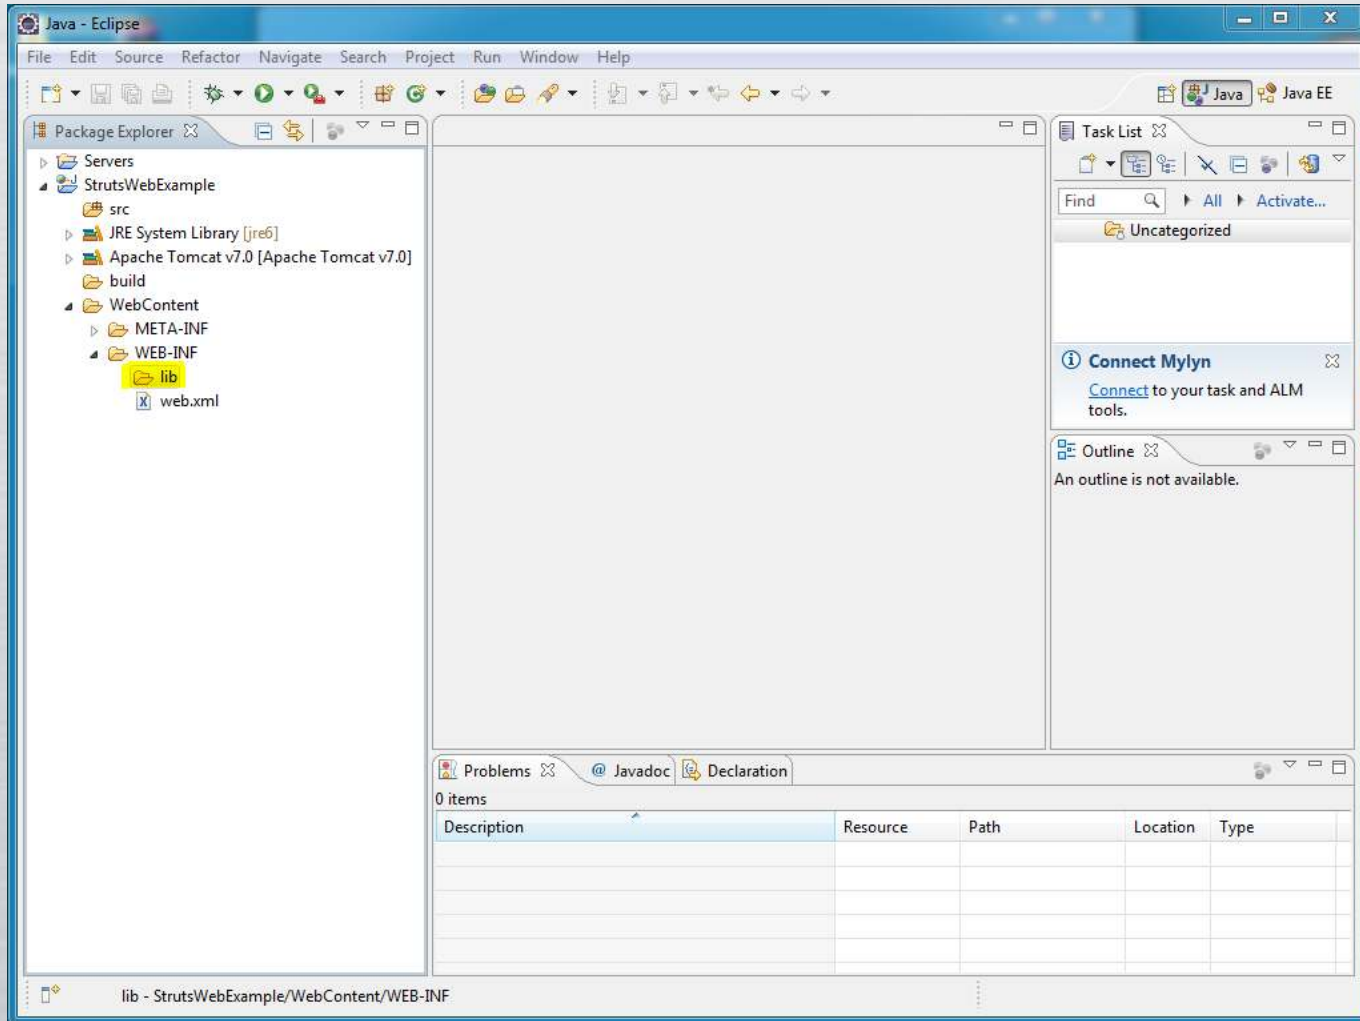 Java - Eclipse
File Edit Source Refactor Navigate Search Project Run Window Help
Java Java EE
Package Explorer
Servers
StrutsWebExample
src
JRE System Library [jre6]
Apache Tomcat v7.0 [Apache Tomcat v7.0]
build
WebContent
META-INF
WEB-INF
lib
web.xml
Task List
Find All Activate...
Uncategorized
Connect Mylyn
Connect to your task and ALM
tools.
Outline
An outline is not available.
Problems @ Javadoc Declaration
0 items
Description Resource Path Location Type
lib - StrutsWebExample/WebContent/WEB-INF